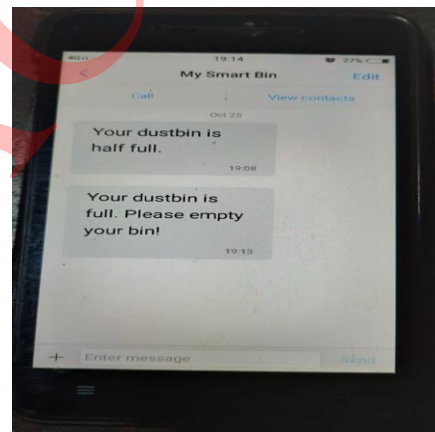 19:14
27%
My Smart Bin
Edit
Call
View contacts
Oct 25
Your dustbin is
half full.
19:08
Your dustbin is
full. Please empty
your bin!
19:13
+ Enter message
Send